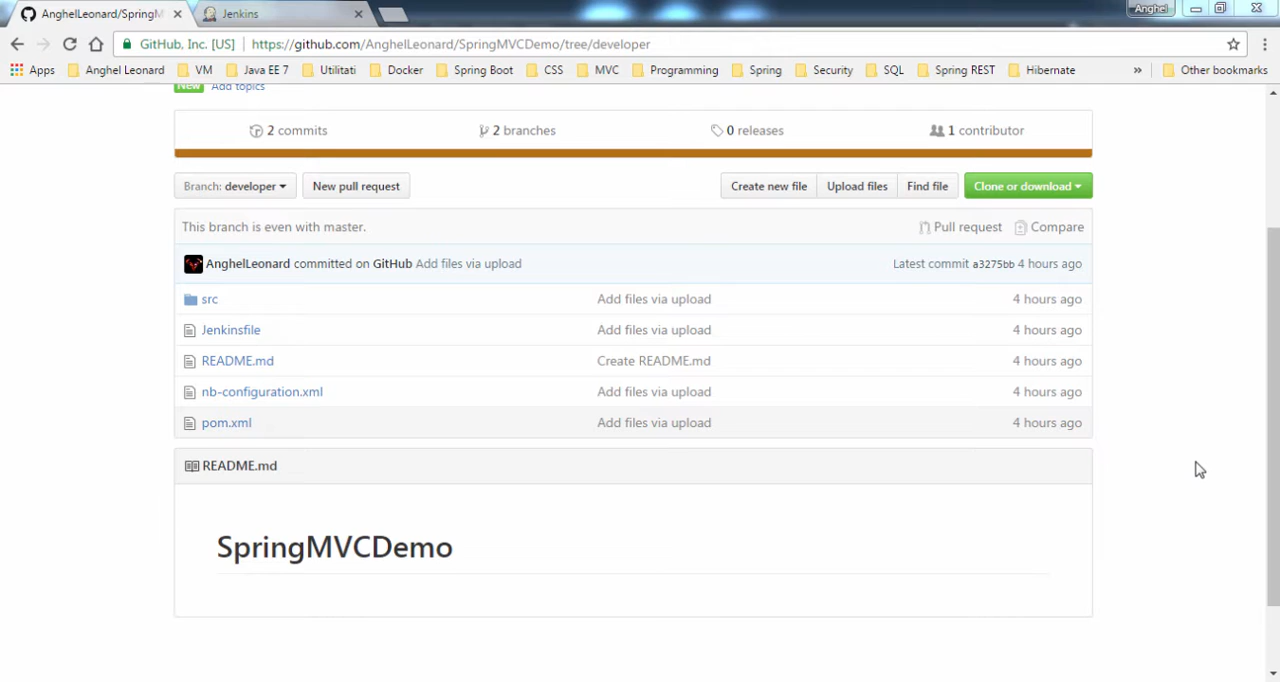 AnghelLeonard/SpringM
Jenkins
Anghel
GitHub, Inc. [US] https://github.com/AnghelLeonard/SpringMVCDemo/tree/developer
Apps Anghel Leonard VM Java EE 7 Utilitati Docker Spring Boot CSS MVC Programming Spring Security SQL Spring REST Hibernate » Other bookmarks
New Add topics
2 commits 2 branches 0 releases 1 contributor
Branch: developer New pull request Create new file Upload files Find file Clone or download
This branch is even with master. Pull request Compare
AnghelLeonard committed on GitHub Add files via upload Latest commit a3275bb 4 hours ago
src Add files via upload 4 hours ago
Jenkinsfile Add files via upload 4 hours ago
README.md Create README.md 4 hours ago
nb-configuration.xml Add files via upload 4 hours ago
pom.xml Add files via upload 4 hours ago
README.md
SpringMVCDemo